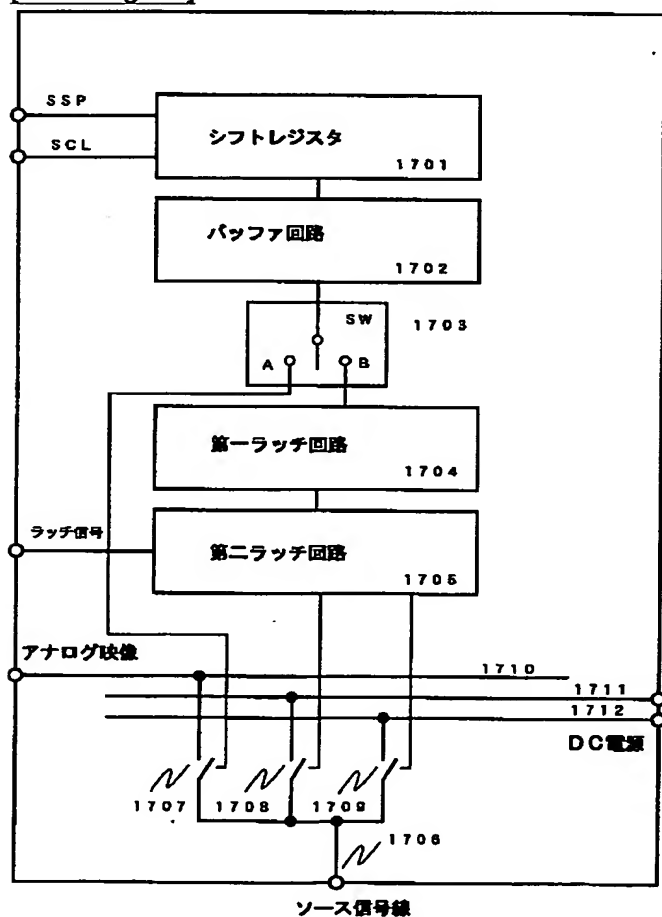 SSP
SCL
シフトレジスタ
1701
バッファ回路
1702
SW
1703
A
B
第一ラッチ回路
1704
ラッチ信号
第二ラッチ回路
1705
アナログ映像
1710
1711
1712
DC電源
1707
1708
1709
1706
ソース信号線